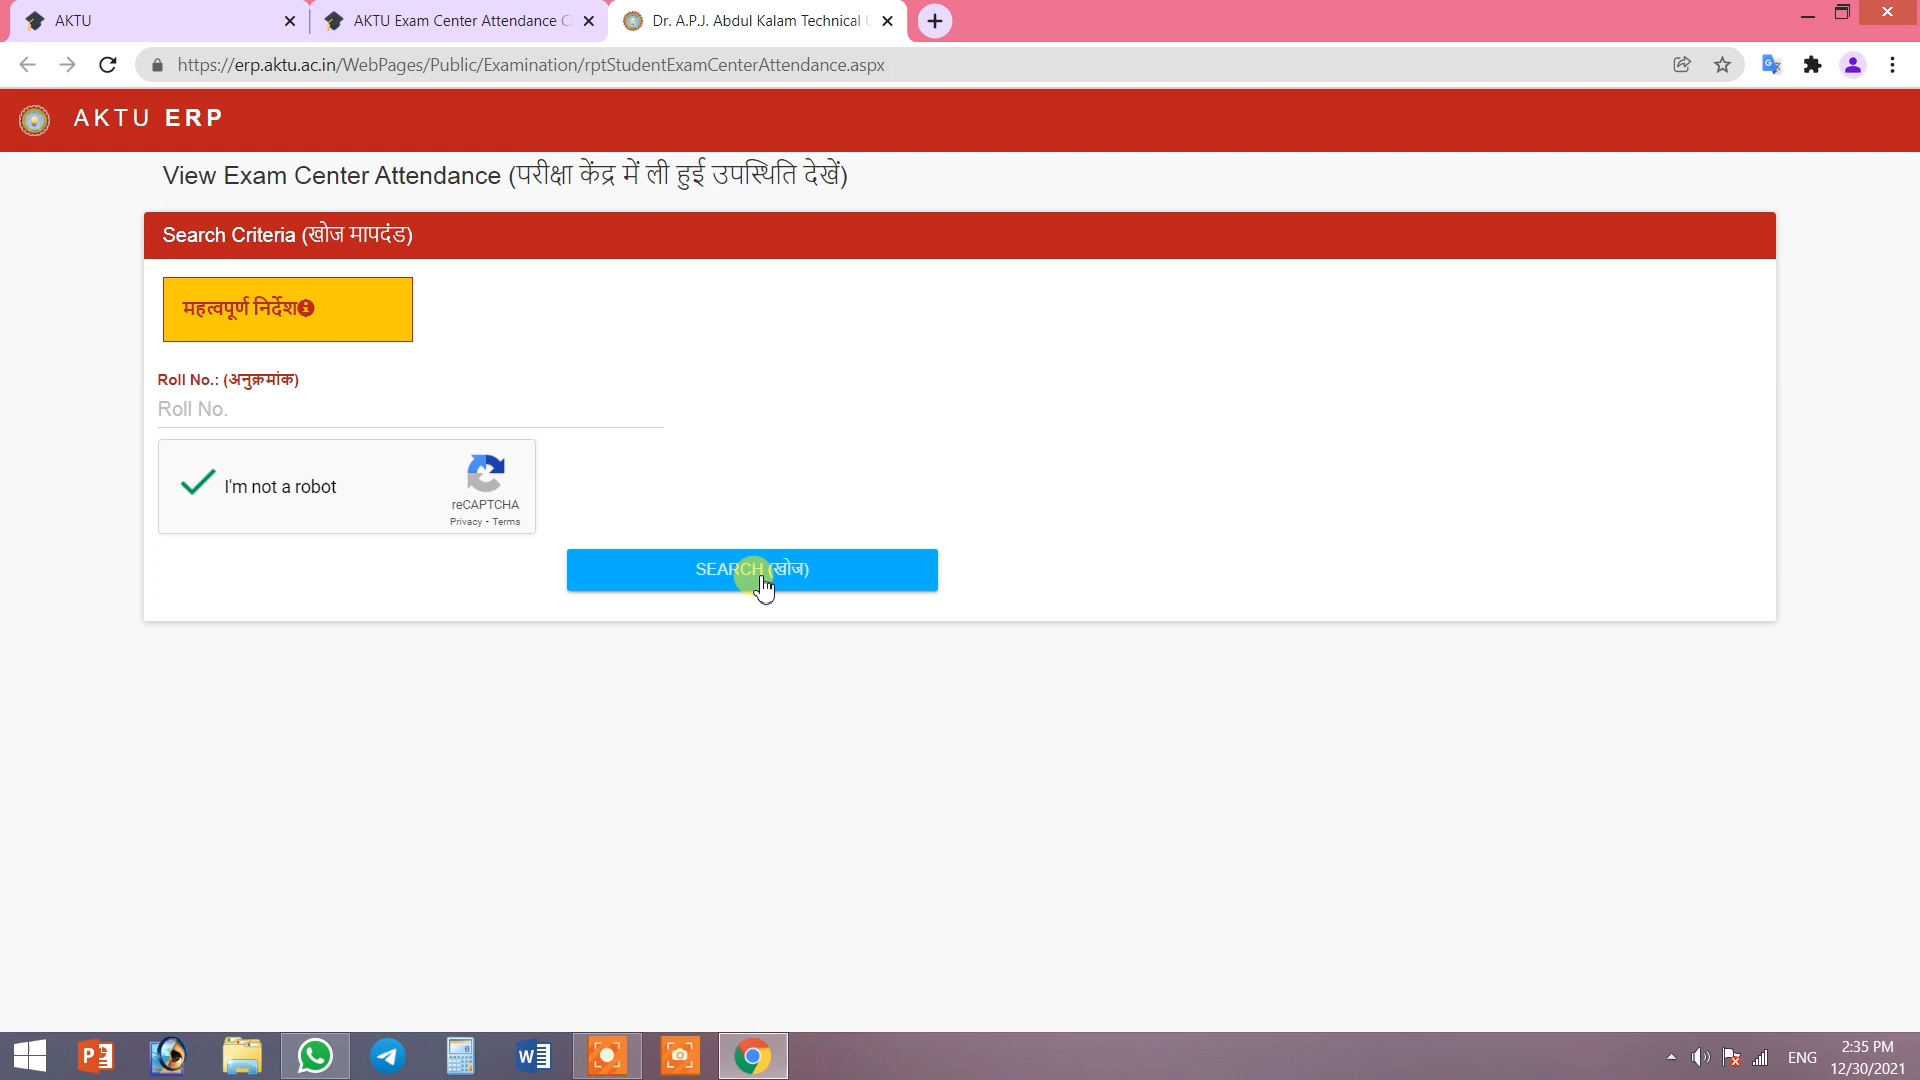 AKTU
AKTU Exam Center Attendance C
Dr. A.P.J. Abdul Kalam Technical U
https://erp.aktu.ac.in/WebPages/Public/Examination/rptStudentExamCenterAttendance.aspx
AKTU ERP
View Exam Center Attendance (परीक्षा केंद्र में ली हुई उपस्थिति देखें)
Search Criteria (खोज मापदंड)
महत्वपूर्ण निर्देश
Roll No.: (अनुक्रमांक)
Roll No.
I'm not a robot
reCAPTCHA
Privacy - Terms
SEARCH (खोज)
ENG
2:35 PM
12/30/2021